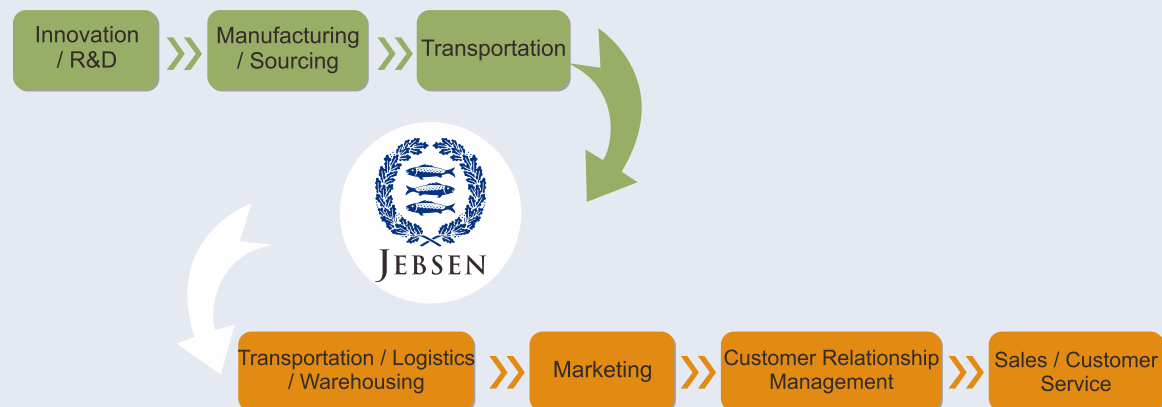 Innovation
/ R&D
Manufacturing
/ Sourcing
Transportation
JEBSEN
Transportation / Logistics
/ Warehousing
Marketing
Customer Relationship
Management
Sales / Customer
Service